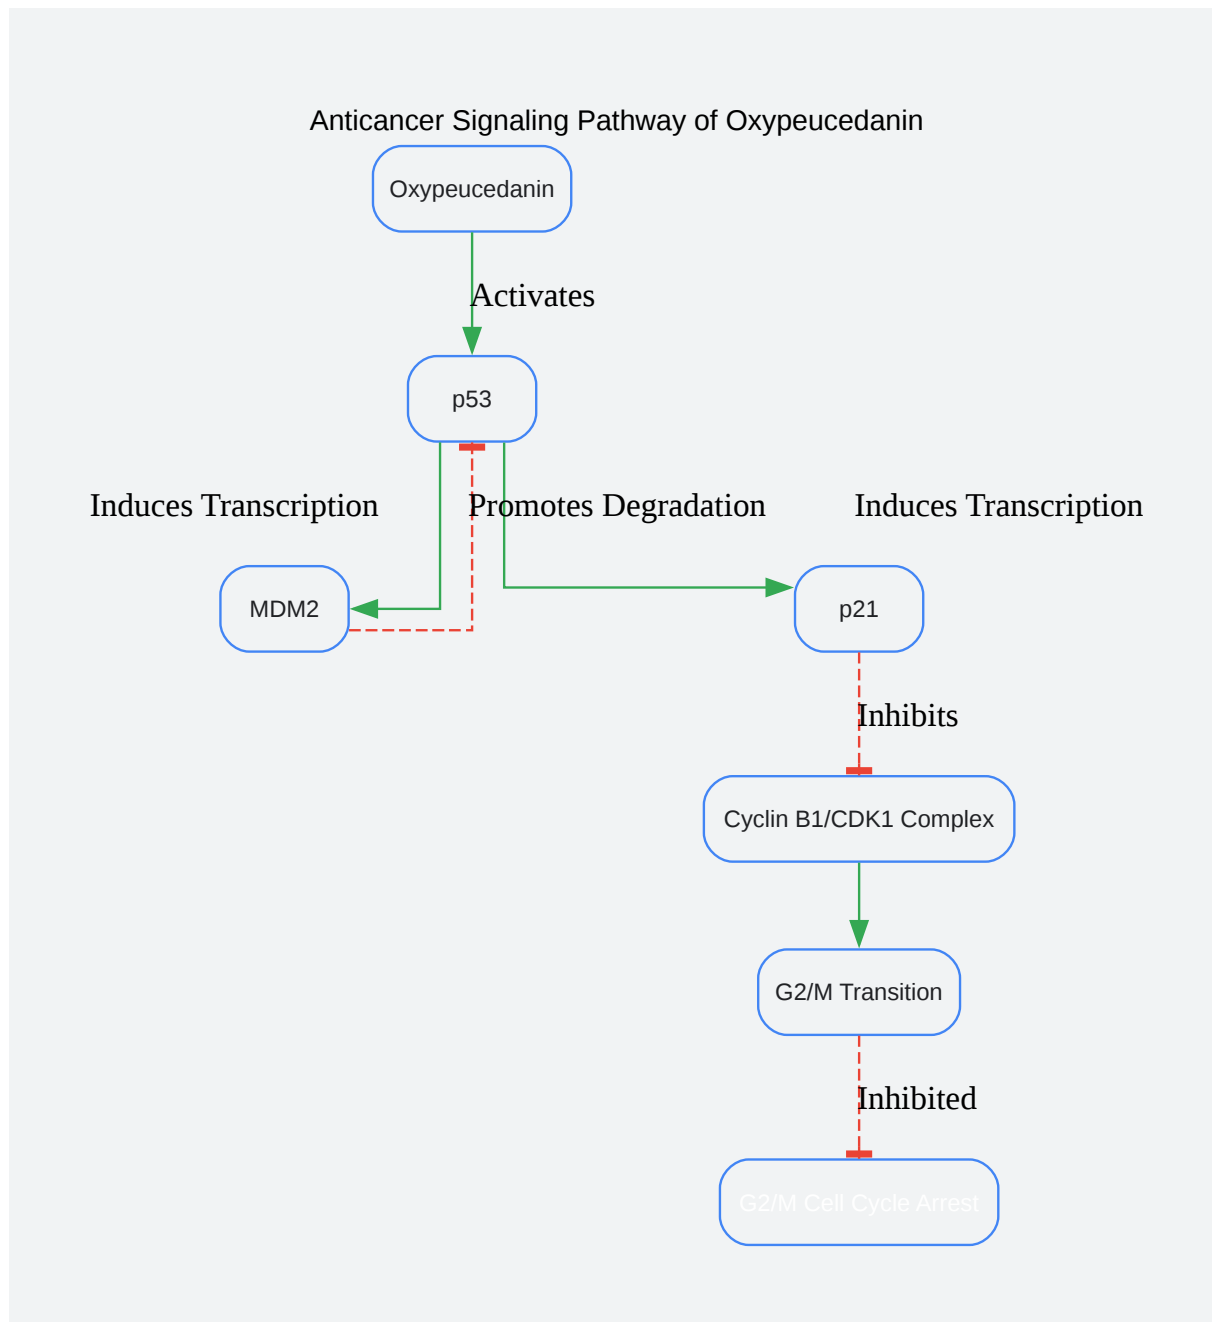 Anticancer Signaling Pathway of Oxypeucedanin
Oxypeucedanin
Activates
p53
Induces Transcription
Promotes Degradation
Induces Transcription
MDM2
p21
Inhibits
Cyclin B1/CDK1 Complex
G2/M Transition
Inhibited
G2/M Cell Cycle Arrest